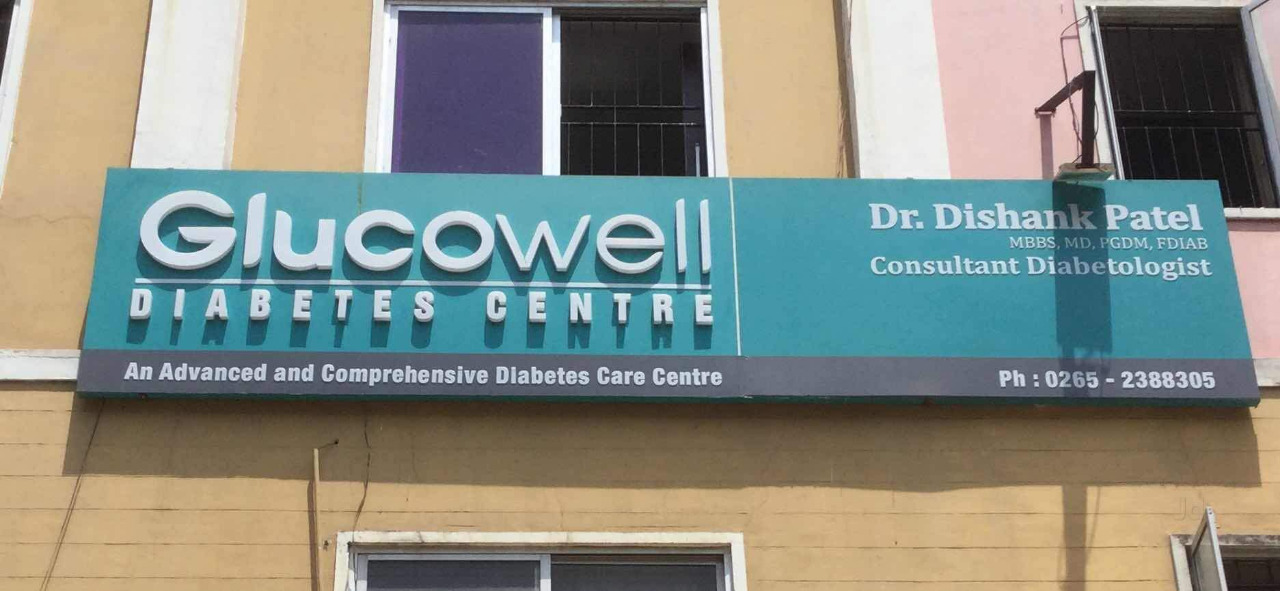 Glucowell
DIABETES CENTRE
An Advanced and Comprehensive Diabetes Care Centre
Dr. Dishank Patel
MBBS, MD, PGDM, FDIAB
Consultant Diabetologist
Ph : 0265 - 2388305